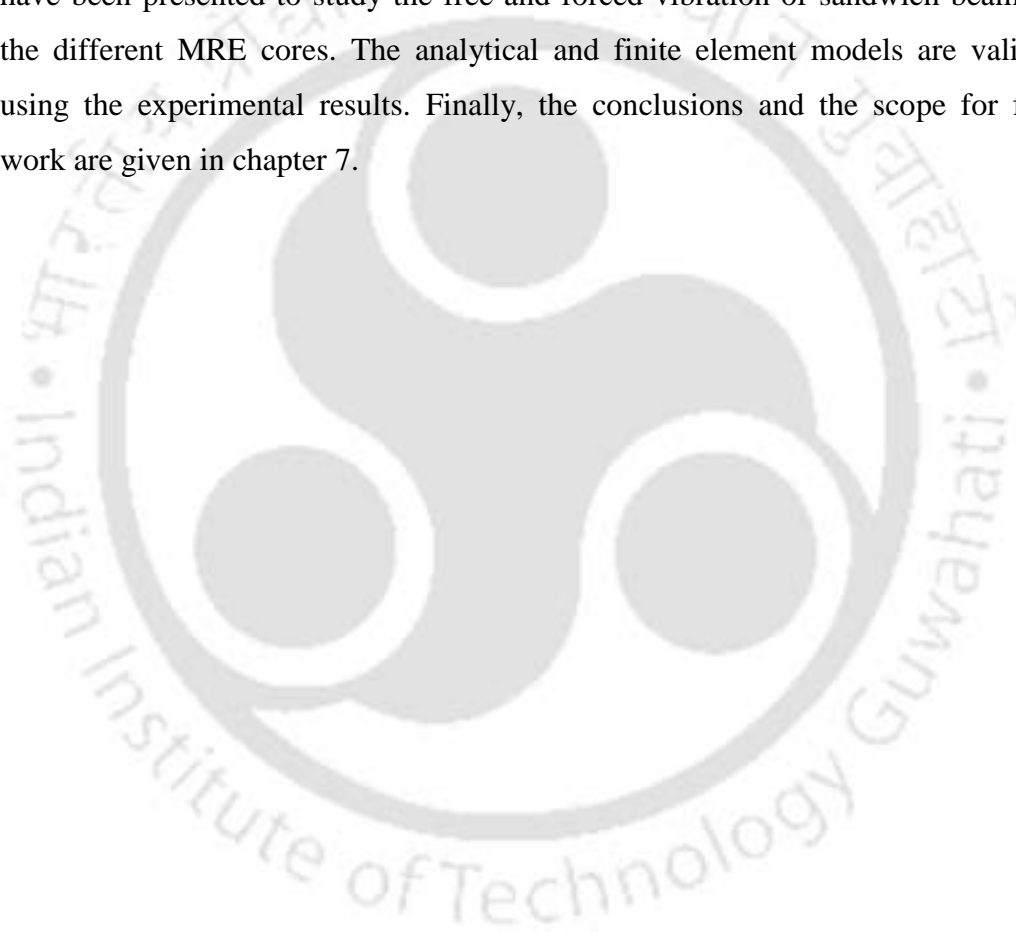 have been presented to study the free and forced vibration of sandwich beam
the different MRE cores. The analytical and finite element models are vali
using the experimental results. Finally, the conclusions and the scope for f
work are given in chapter 7.
Indian Institute of Technology Guwahati